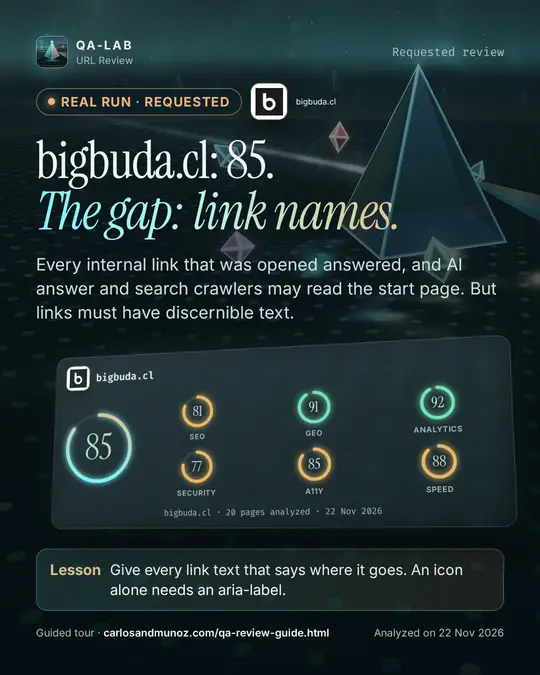 QA-LAB
URL Review
Requested review
REAL RUN · REQUESTED
b
bigbuda.cl
bigbuda.cl: 85.
The gap: link names.
Every internal link that was opened answered, and AI
answer and search crawlers may read the start page. But
links must have discernible text.
b
bigbuda.cl
85
81
SEO
91
GEO
92
ANALYTICS
77
SECURITY
85
A11Y
88
SPEED
bigbuda.cl · 20 pages analyzed · 22 Nov 2026
Lesson
Give every link text that says where it goes. An icon
alone needs an aria-label.
Guided tour · carlosandmunoz.com/qa-review-guide.html
Analyzed on 22 Nov 2026